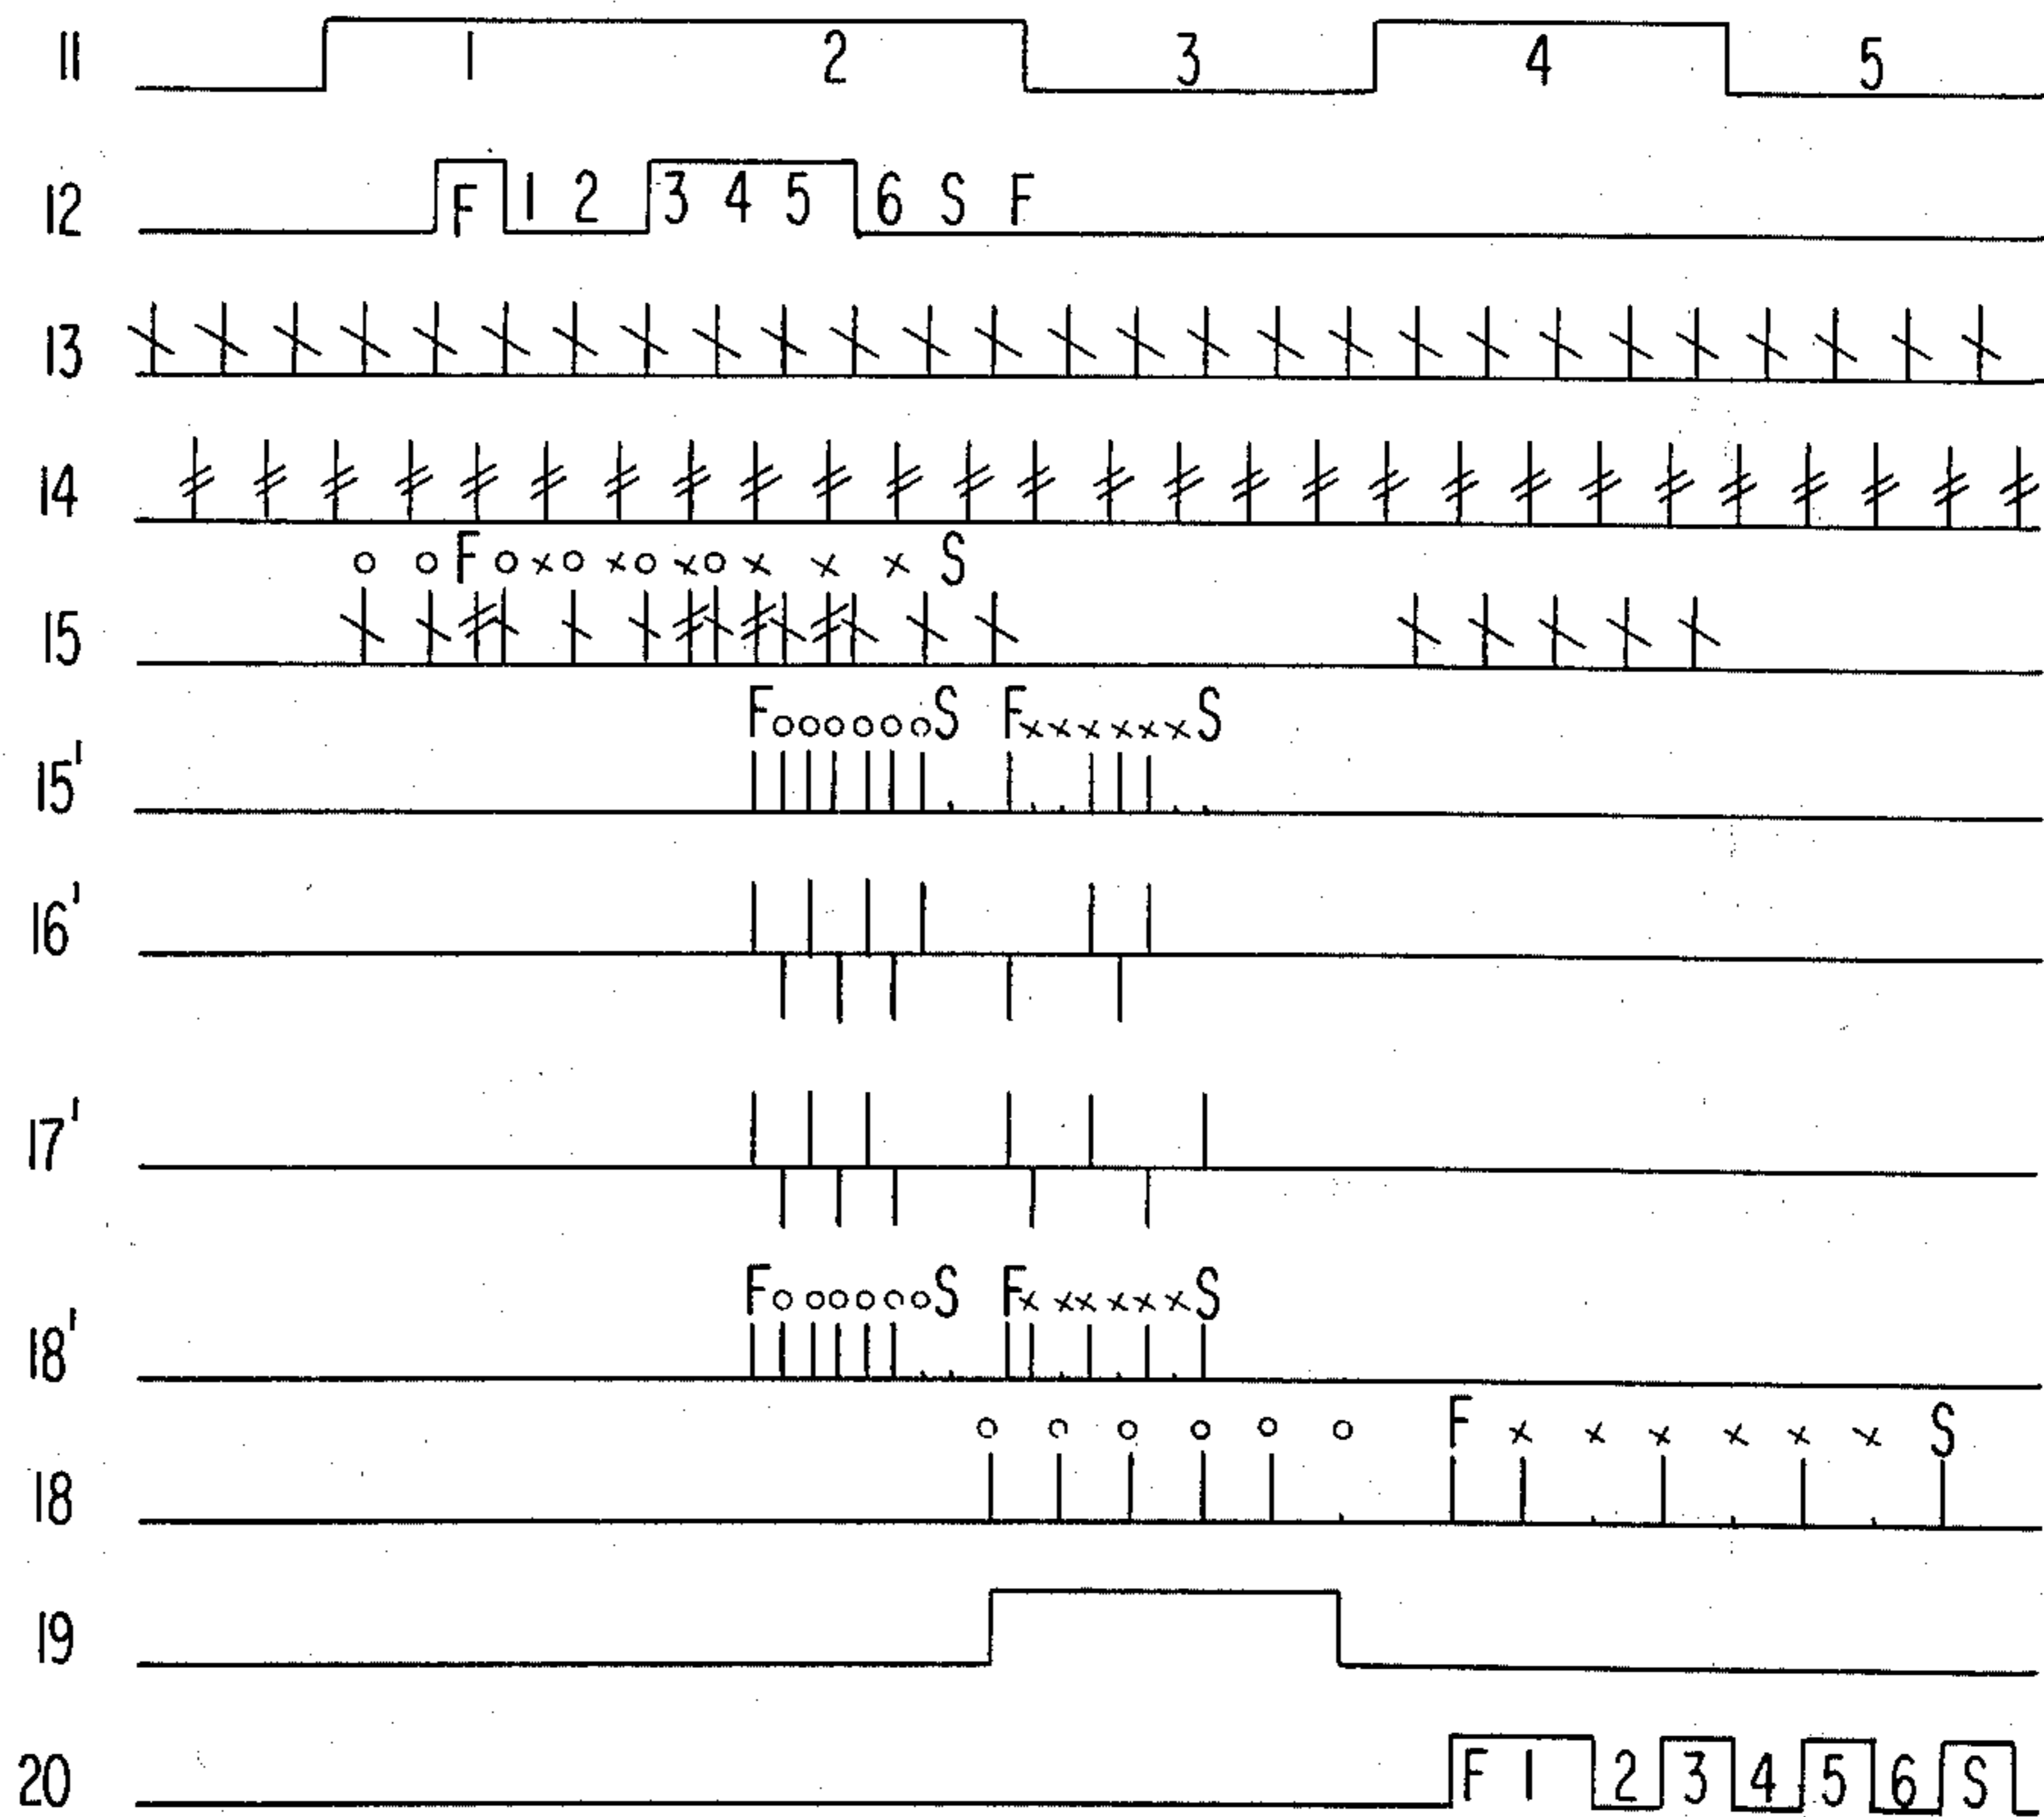 11 1 2 3 4 5
12 F 1 2 3 4 5 6 S F
13
14
o o F o x o x o x o x x x S
15
F o o o o o o S F x x x x x x S
15'
16'
17'
F o o o o o o S F x x x x x x S
18'
o o o o o o F x x x x x x S
18
19
20 F 1 2 3 4 5 6 S